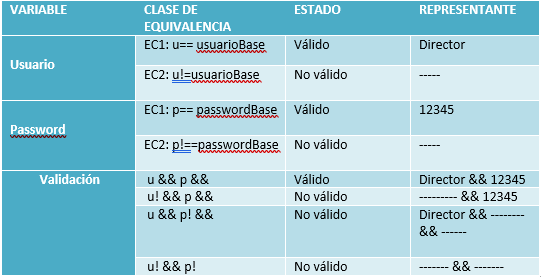 VARIABLE CLASE DE EQUIVALENCIA ESTADO REPRESENTANTE
Usuario
EC1: u== usuarioBase Válido Director
EC2: u!=usuarioBase No válido -----
Password
EC1: p== passwordBase Válido 12345
EC2: p!==passwordBase No válido -----
Validación
u && p && Válido Director && 12345
u! && p && No válido --------- && 12345
u && p! && No válido Director && --------
&& ------
u! && p! No válido ------- && -------